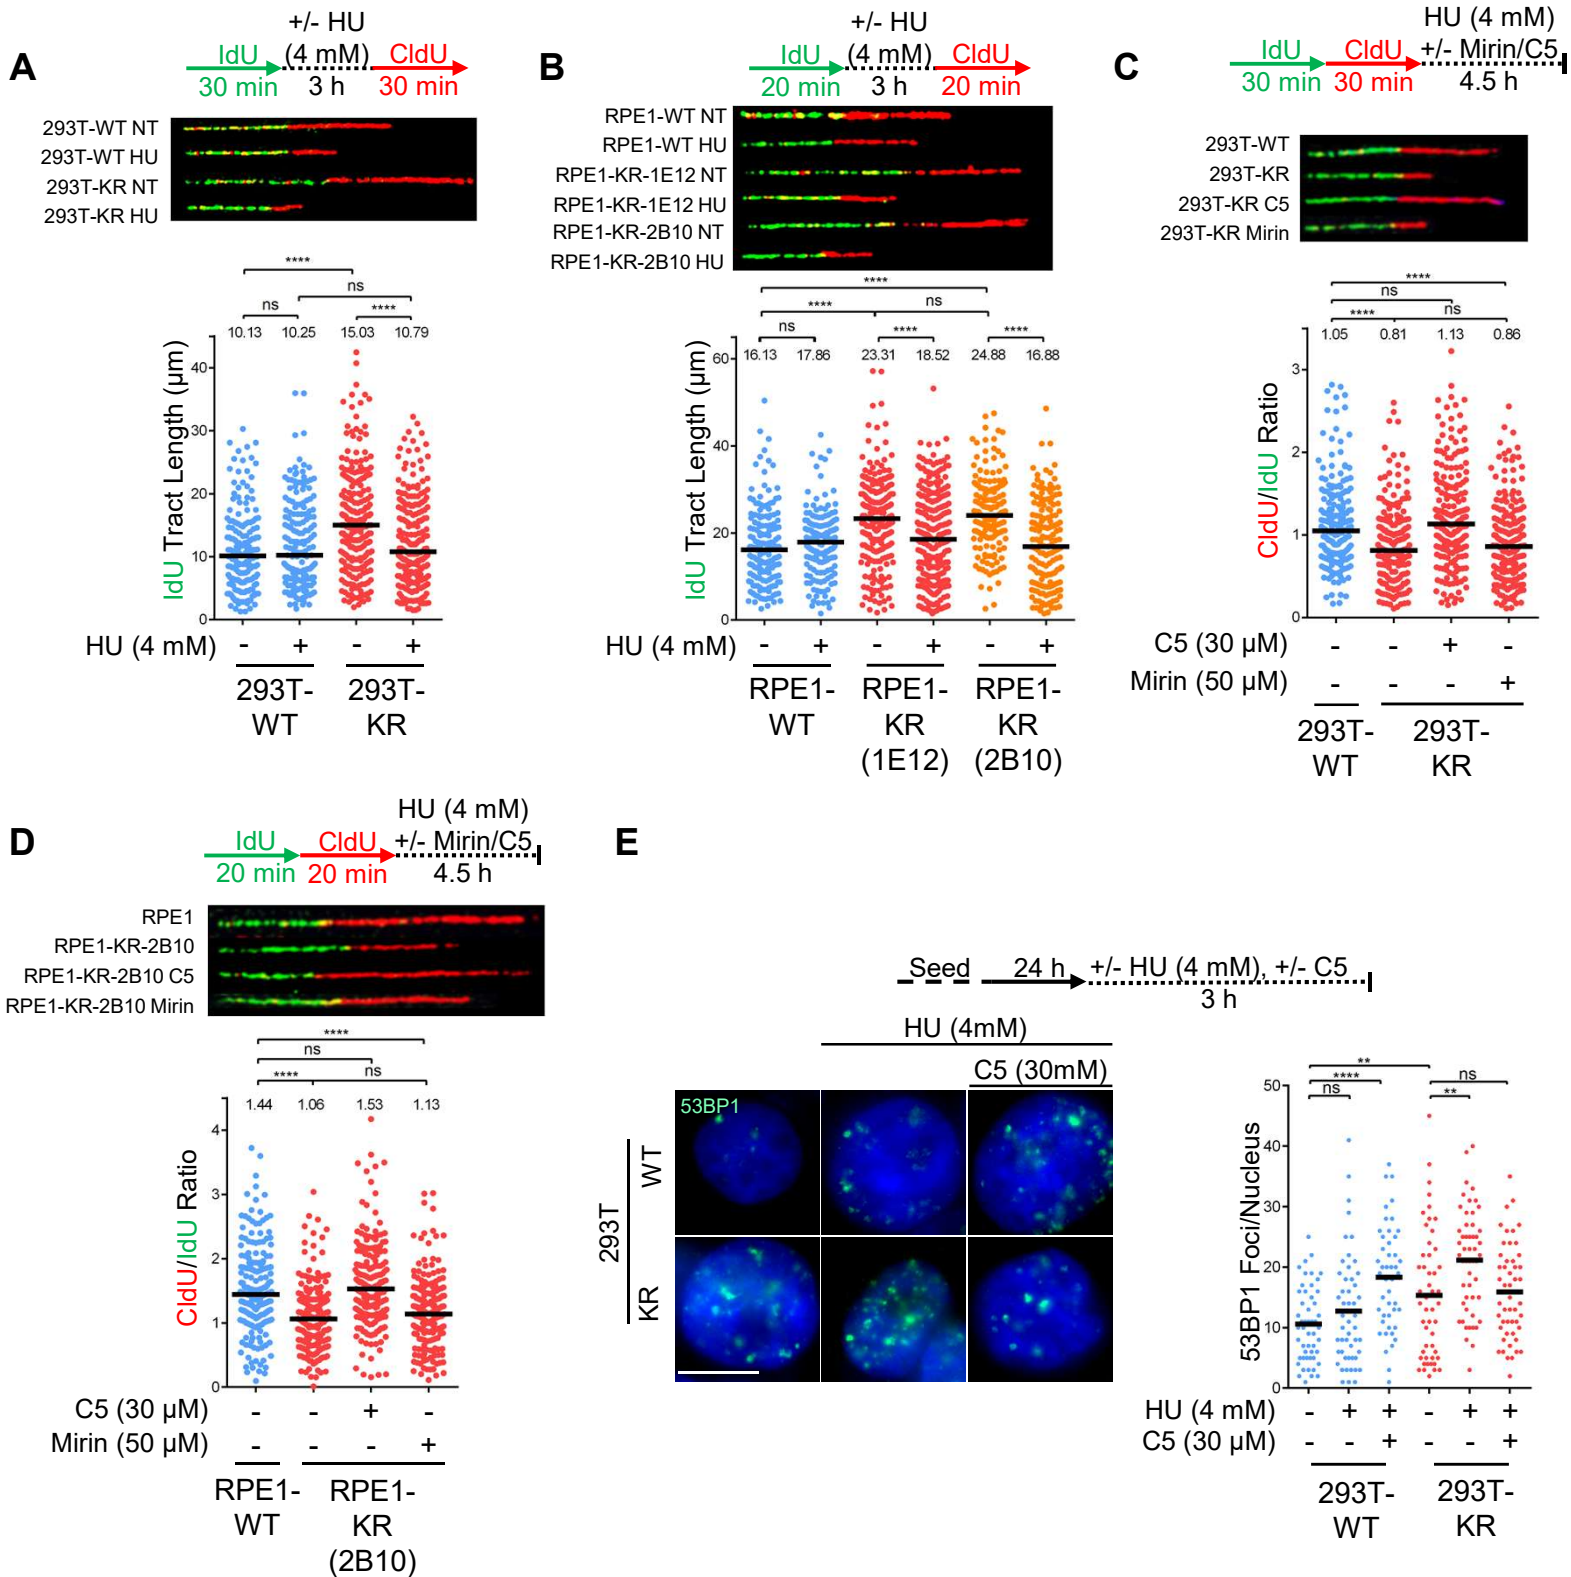 A
+/- HU
IdU (4 mM) CldU
30 min 3 h 30 min
293T-WT NT
293T-WT HU
293T-KR NT
293T-KR HU
****
ns
ns ****
10.13 10.25 15.03 10.79
IdU Tract Length (µm)
40
30
20
10
0
HU (4 mM) - + - +
293T-WT 293T-KR
B
+/- HU
IdU (4 mM) CldU
20 min 3 h 20 min
RPE1-WT NT
RPE1-WT HU
RPE1-KR-1E12 NT
RPE1-KR-1E12 HU
RPE1-KR-2B10 NT
RPE1-KR-2B10 HU
****
**** ns
ns **** ****
16.13 17.86 23.31 18.52 24.88 16.88
IdU Tract Length (µm)
60
40
20
0
HU (4 mM) - + - + - +
RPE1-WT RPE1-KR (1E12) RPE1-KR (2B10)
C
HU (4 mM)
IdU CldU +/- Mirin/C5
30 min 30 min 4.5 h
293T-WT
293T-KR
293T-KR C5
293T-KR Mirin
****
ns
**** ns
1.05 0.81 1.13 0.86
CldU/IdU Ratio
3
2
1
0
C5 (30 µM) - - + -
Mirin (50 µM) - - - +
293T-WT 293T-KR
D
HU (4 mM)
IdU CldU +/- Mirin/C5
20 min 20 min 4.5 h
RPE1
RPE1-KR-2B10
RPE1-KR-2B10 C5
RPE1-KR-2B10 Mirin
****
ns
**** ns
1.44 1.06 1.53 1.13
CldU/IdU Ratio
4
3
2
1
0
C5 (30 µM) - - + -
Mirin (50 µM) - - - +
RPE1-WT RPE1-KR (2B10)
E
Seed 24 h +/- HU (4 mM), +/- C5
3 h
HU (4mM)
C5 (30mM)
53BP1
293T
WT
KR
**
**** ns
ns **
53BP1 Foci/Nucleus
50
40
30
20
10
0
HU (4 mM) - + + - + +
C5 (30 µM) - - + - - +
293T-WT 293T-KR